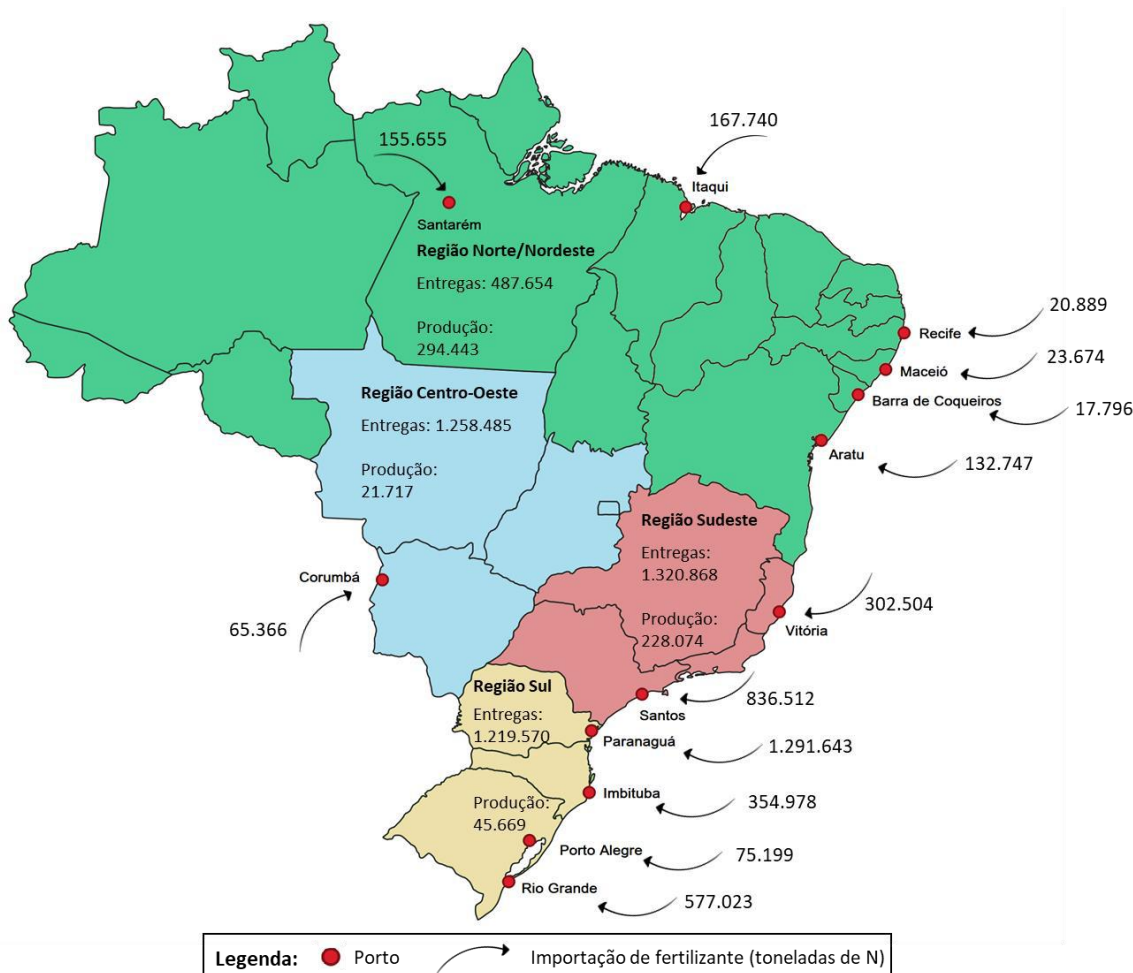 155.655
167.740
Itaqui
Santarém
Região Norte/Nordeste
Entregas: 487.654
Produção:
294.443
20.889
Recife
23.674
Maceió
Barra de Coqueiros
17.796
Aratu
132.747
Região Centro-Oeste
Entregas: 1.258.485
Produção:
21.717
Região Sudeste
Entregas:
1.320.868
Produção:
228.074
Corumbá
65.366
302.504
Vitória
836.512
Santos
Região Sul
Entregas:
1.219.570
Produção:
45.669
Paranaguá
1.291.643
Imbituba
354.978
Porto Alegre
75.199
Rio Grande
577.023
Legenda:
Porto
Importação de fertilizante (toneladas de N)